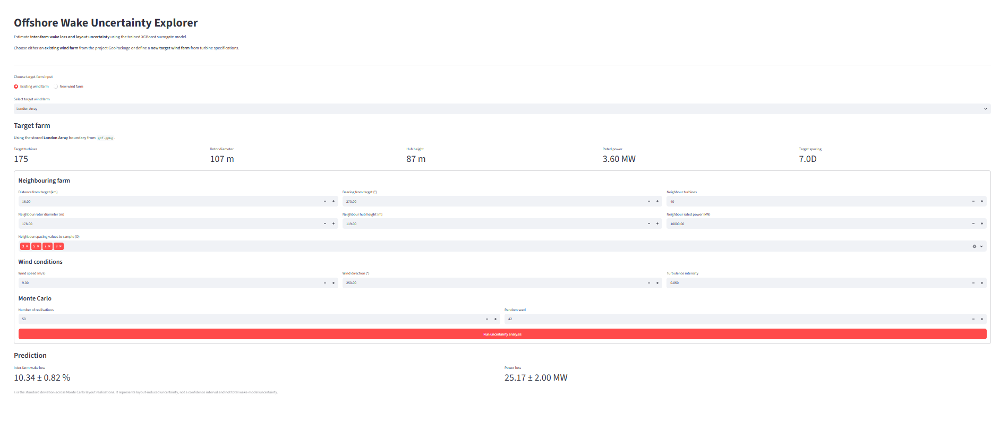 Offshore Wake Uncertainty Explorer
Estimate inter-farm wake loss and layout uncertainty using the trained XGBoost surrogate model.
Choose either an existing wind farm from the project GeoPackage or define a new target wind farm from turbine specifications.
Choose target-farm input
Existing wind farm New wind farm
Select target wind farm
London Array
Target farm
Using the stored London Array boundary from gdf.gpkg.
Target turbines Rotor diameter Hub height Rated power Target spacing
175 107 m 87 m 3.60 MW 7.0D
Neighbouring farm
Distance from target (km) Bearing from target (°) Neighbour turbines
15.00 − + 270.00 − + 40 − +
Neighbour rotor diameter (m) Neighbour hub height (m) Neighbour rated power (kW)
178.00 − + 119.00 − + 10000.00 − +
Neighbour spacing values to sample (D)
3 × 5 × 7 × 9 ×
Wind conditions
Wind speed (m/s) Wind direction (°) Turbulence intensity
9.00 − + 250.00 − + 0.060 − +
Monte Carlo
Number of realisations Random seed
50 − + 42 − +
Run uncertainty analysis
Prediction
Inter-farm wake loss Power loss
10.34 ± 0.82 % 25.17 ± 2.00 MW
± is the standard deviation across Monte Carlo layout realisations. It represents layout-induced uncertainty, not a confidence interval and not total wake-model uncertainty.